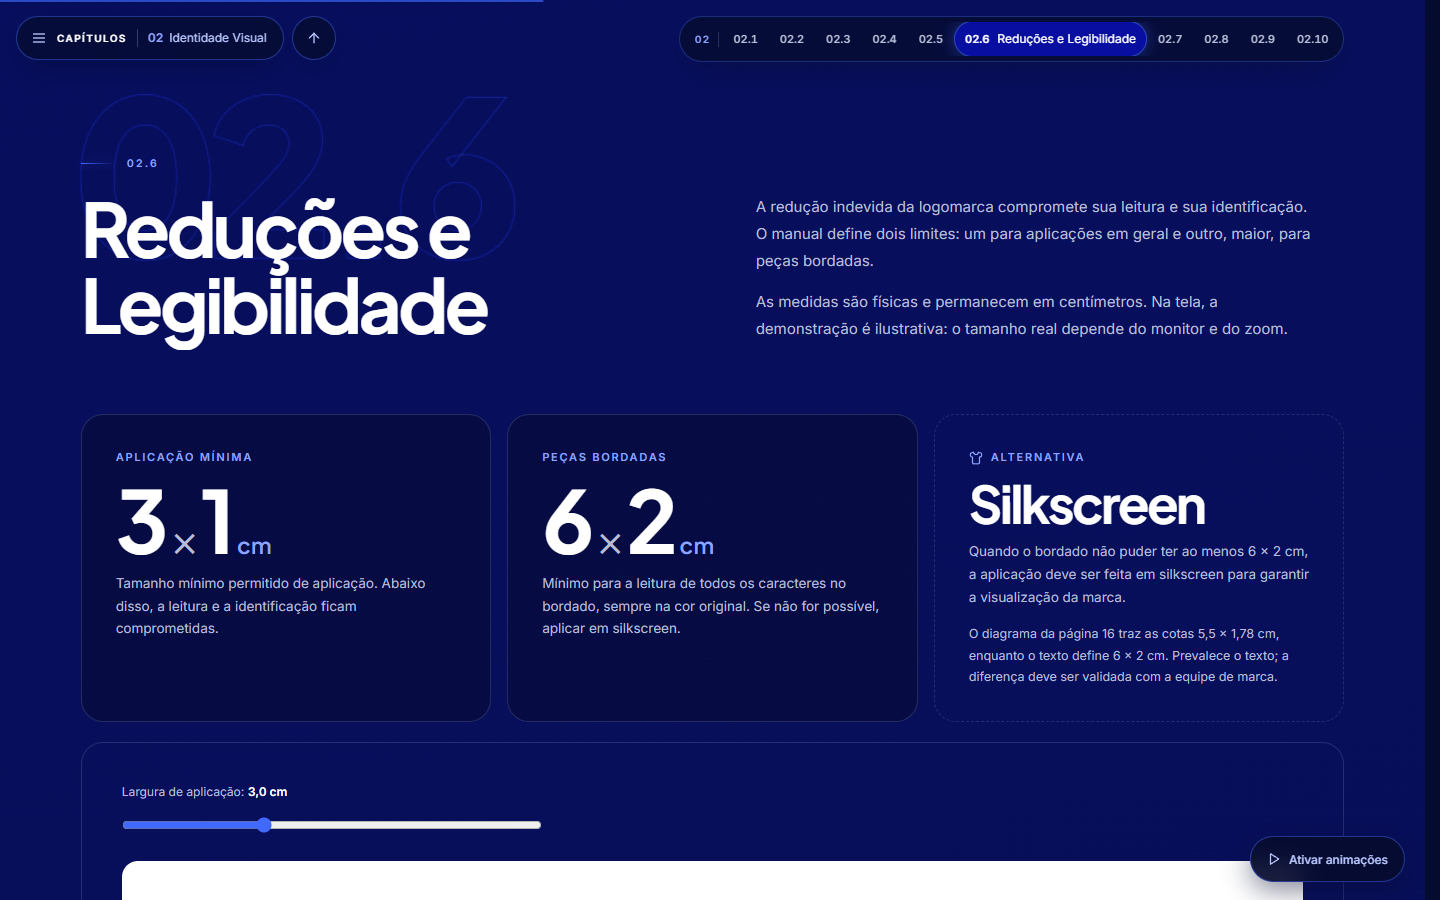 CAPÍTULOS 02 Identidade Visual
02 02.1 02.2 02.3 02.4 02.5 02.6 Reduções e Legibilidade 02.7 02.8 02.9 02.10
02.6
02.6
Reduções e
Legibilidade
A redução indevida da logomarca compromete sua leitura e sua identificação.
O manual define dois limites: um para aplicações em geral e outro, maior, para
peças bordadas.
As medidas são físicas e permanecem em centímetros. Na tela, a
demonstração é ilustrativa: o tamanho real depende do monitor e do zoom.
APLICAÇÃO MÍNIMA
3×1 cm
Tamanho mínimo permitido de aplicação. Abaixo
disso, a leitura e a identificação ficam
comprometidas.
PEÇAS BORDADAS
6×2 cm
Mínimo para a leitura de todos os caracteres no
bordado, sempre na cor original. Se não for possível,
aplicar em silkscreen.
ALTERNATIVA
Silkscreen
Quando o bordado não puder ter ao menos 6 × 2 cm,
a aplicação deve ser feita em silkscreen para garantir
a visualização da marca.
O diagrama da página 16 traz as cotas 5,5 × 1,78 cm,
enquanto o texto define 6 × 2 cm. Prevalece o texto; a
diferença deve ser validada com a equipe de marca.
Largura de aplicação: 3,0 cm
Ativar animações